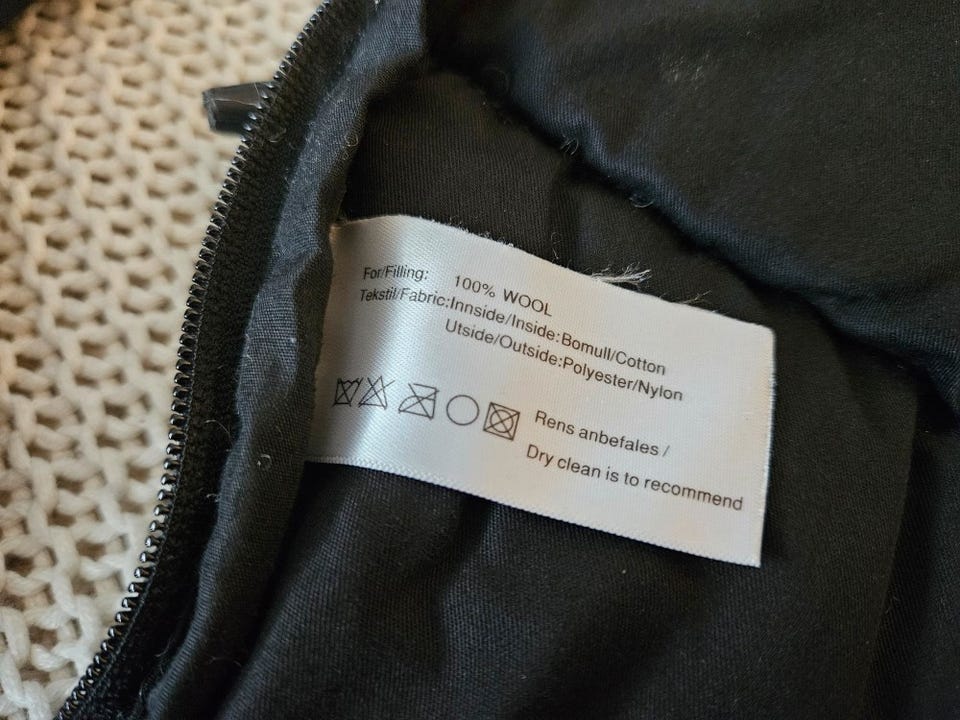 For/Filling: 100% WOOL
Tekstil/Fabric:Innside/Inside:Bomull/Cotton
Utside/Outside:Polyester/Nylon
Rens anbefales /
Dry clean is to recommend